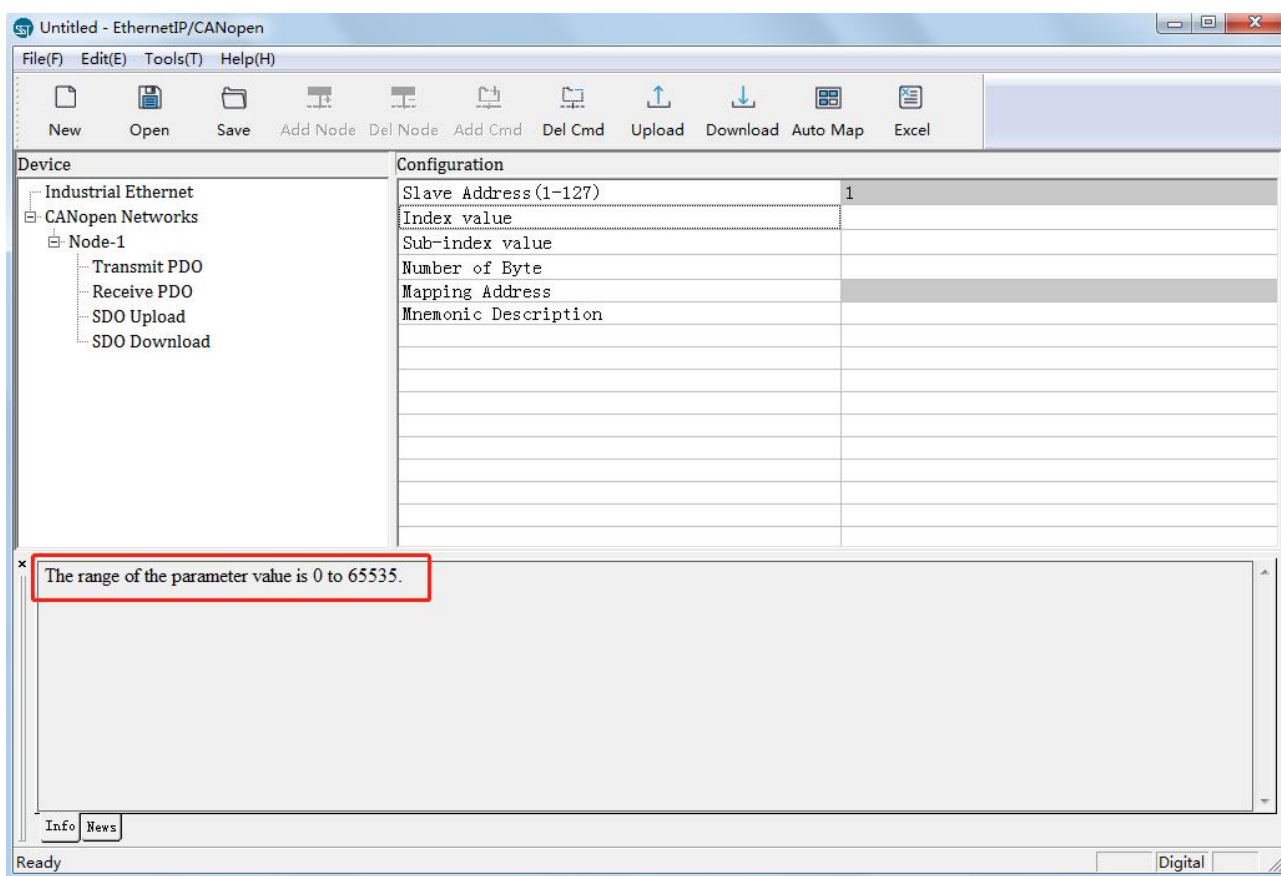 SST Untitled - EthernetIP/CANopen
File(F) Edit(E) Tools(T) Help(H)
New Open Save Add Node Del Node Add Cmd Del Cmd Upload Download Auto Map Excel
Device Configuration
Industrial Ethernet
CANopen Networks
Node-1
Transmit PDO
Receive PDO
SDO Upload
SDO Download
Slave Address(1-127) 1
Index value
Sub-index value
Number of Byte
Mapping Address
Mnemonic Description
The range of the parameter value is 0 to 65535.
Info News
Ready Digital